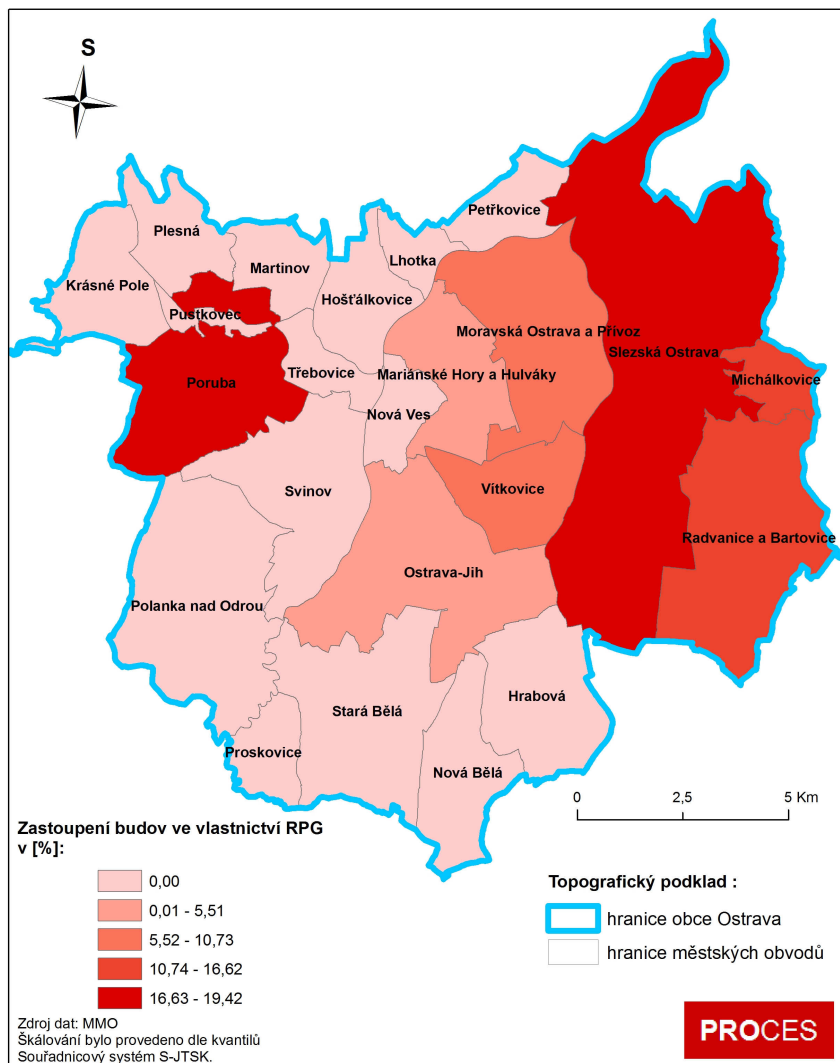 S
Petřkovice
Plesná
Martinov
Lhotka
Krásné Pole
Hošťálkovice
Pustkovec
Moravská Ostrava a Přívoz
Slezská Ostrava
Třebovice
Mariánské Hory a Hulváky
Michálkovice
Poruba
Nová Ves
Svinov
Vítkovice
Radvanice a Bartovice
Ostrava-Jih
Polanka nad Odrou
Hrabová
Stará Bělá
Proskovice
Nová Bělá
0 2,5 5 Km
Zastoupení budov ve vlastnictví RPG
v [%]:
0,00
0,01 - 5,51
5,52 - 10,73
10,74 - 16,62
16,63 - 19,42
Topografický podklad :
hranice obce Ostrava
hranice městských obvodů
Zdroj dat: MMO
Škálování bylo provedeno dle kvantilů
Souřadnicový systém S-JTSK.
PROCES